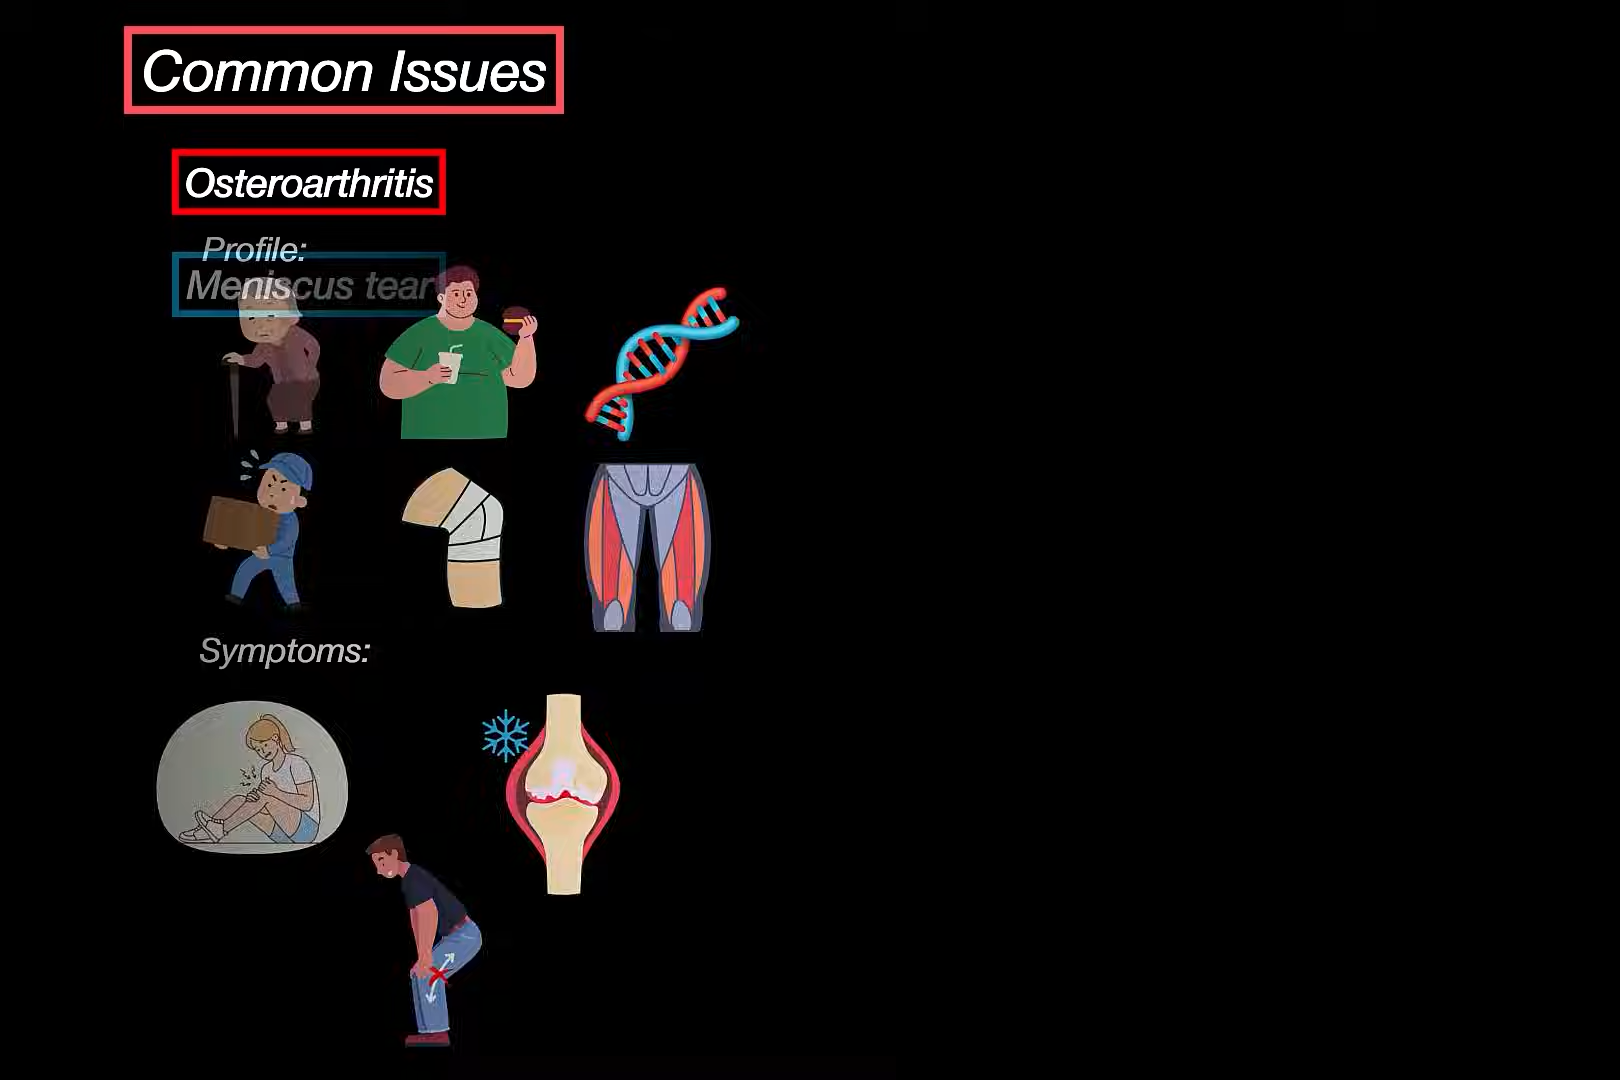 Common Issues
Osteroarthritis
Profile:
Meniscus tear
Symptoms: